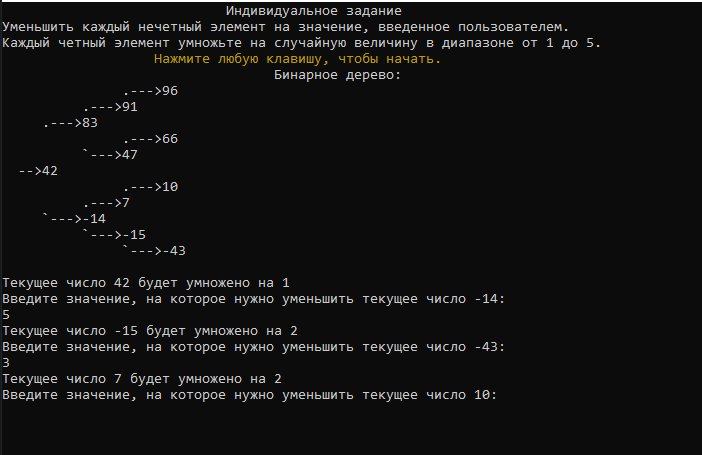 Индивидуальное задание
Уменьшить каждый нечетный элемент на значение, введенное пользователем.
Каждый четный элемент умножьте на случайную величину в диапазоне от 1 до 5.
Нажмите любую клавишу, чтобы начать.
Бинарное дерево:
.--->96
.--->91
.--->83
.--->66
`--->47
-->42
.--->10
.--->7
`--->-14
`--->-15
`--->-43
Текущее число 42 будет умножено на 1
Введите значение, на которое нужно уменьшить текущее число -14:
5
Текущее число -15 будет умножено на 2
Введите значение, на которое нужно уменьшить текущее число -43:
3
Текущее число 7 будет умножено на 2
Введите значение, на которое нужно уменьшить текущее число 10: